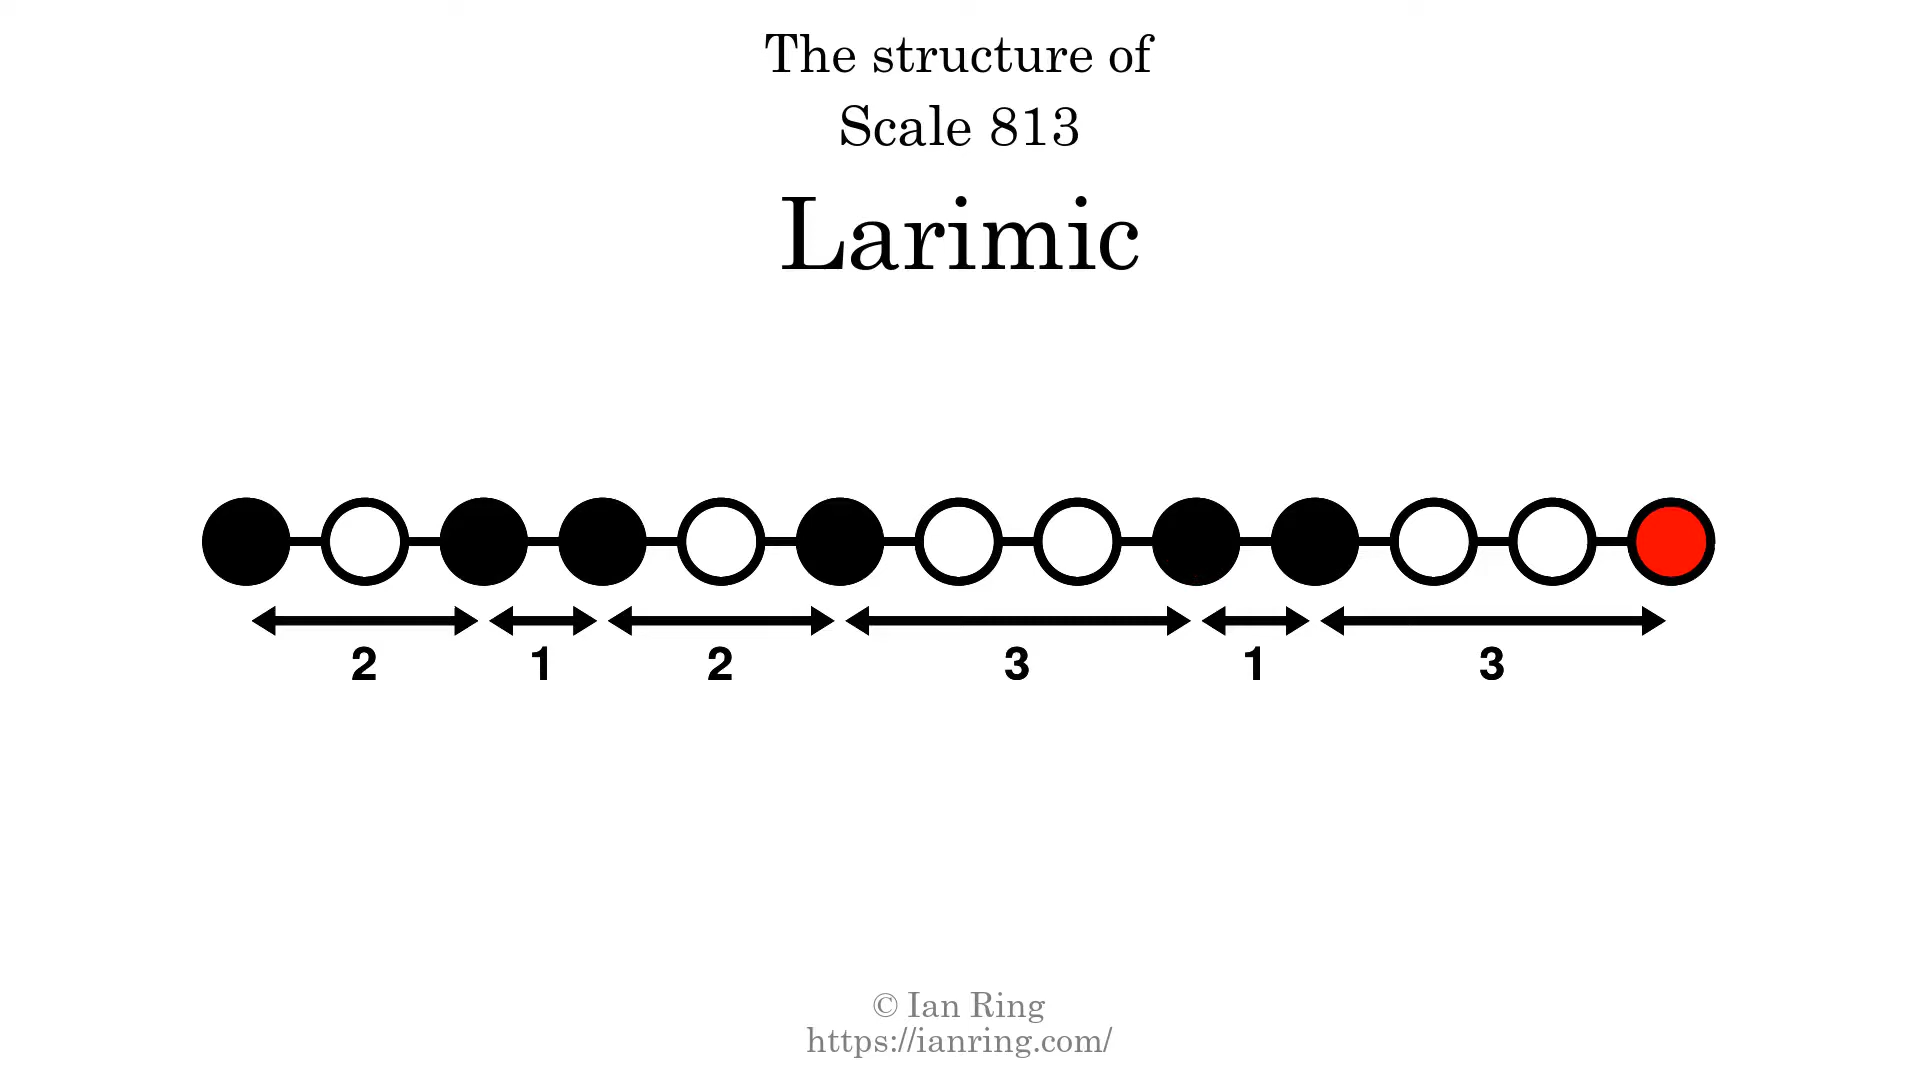 The structure of
Scale 813
Larimic
2 1 2 3 1 3
© Ian Ring
https://ianring.com/